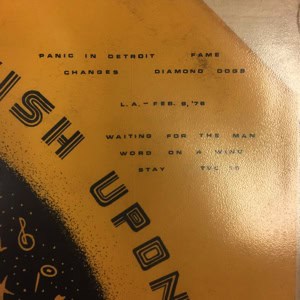 PANIC IN DETROIT FAME
CHANGES DIAMOND DOGS
L.A. - FEB. 9, '76
WAITING FOR THE MAN
WORD ON A WING
STAY TVC 15
ISH UPON